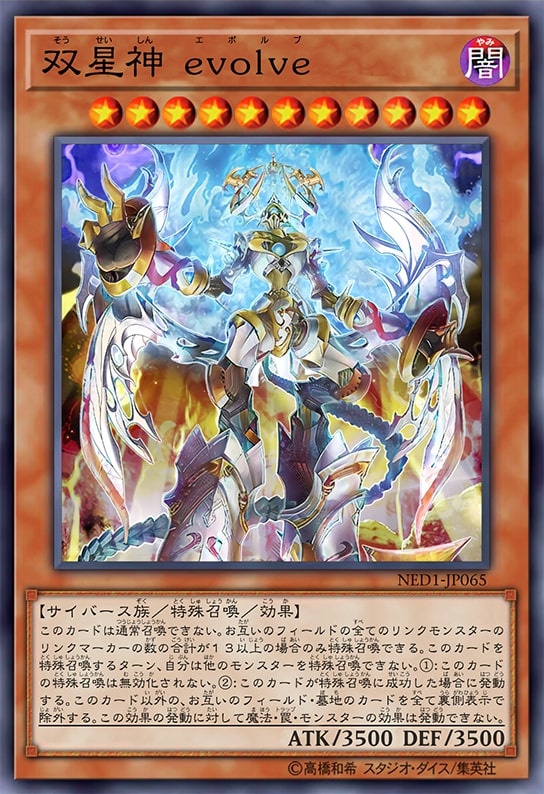 双星神 evolve
そう せい しん エボルブ
闇
やみ
NED1-JP065
【サイバース族／特殊召喚／効果】
このカードは通常召喚できない。お互いのフィールドの全てのリンクモンスターの
リンクマーカーの数の合計が１３以上の場合のみ特殊召喚できる。このカードを
特殊召喚するターン、自分は他のモンスターを特殊召喚できない。①:このカード
の特殊召喚は無効化されない。②:このカードが特殊召喚に成功した場合に発動
する。このカード以外の、お互いのフィールド・墓地のカードを全て裏側表示で
除外する。この効果の発動に対して魔法・罠・モンスターの効果は発動できない。
ATK/3500 DEF/3500
©高橋和希 スタジオ・ダイス/集英社